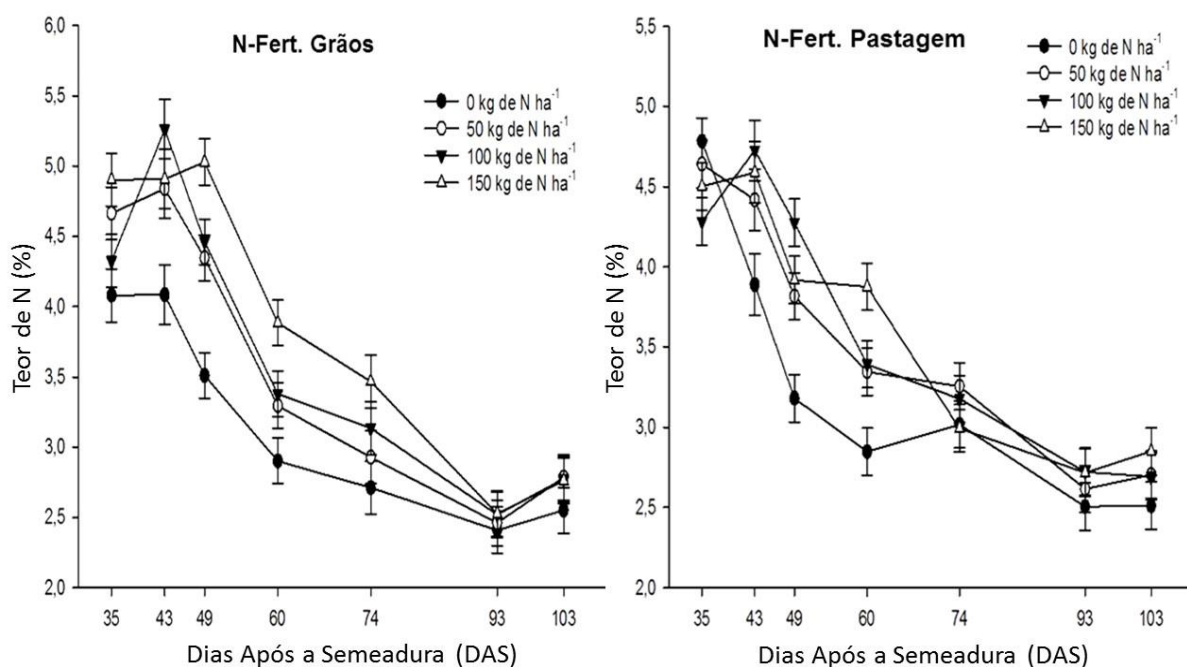 N-Fert. Grãos
0 kg de N ha⁻¹
50 kg de N ha⁻¹
100 kg de N ha⁻¹
150 kg de N ha⁻¹
Teor de N (%)
6,0
5,5
5,0
4,5
4,0
3,5
3,0
2,5
2,0
35 43 49 60 74 93 103
Dias Após a Semeadura (DAS)
N-Fert. Pastagem
0 kg de N ha⁻¹
50 kg de N ha⁻¹
100 kg de N ha⁻¹
150 kg de N ha⁻¹
Teor de N (%)
5,5
5,0
4,5
4,0
3,5
3,0
2,5
2,0
35 43 49 60 74 93 103
Dias Após a Semeadura (DAS)